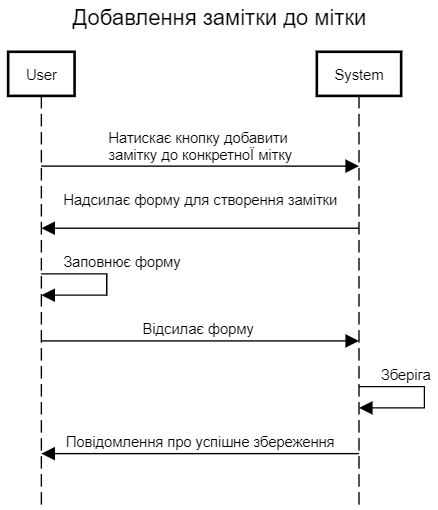 Добавлення замітки до мітки
User
System
Натискає кнопку добавити
замітку до конкретноЇ мітку
Надсилає форму для створення замітки
Заповнює форму
Відсилає форму
Зберіга
Повідомлення про успішне збереження